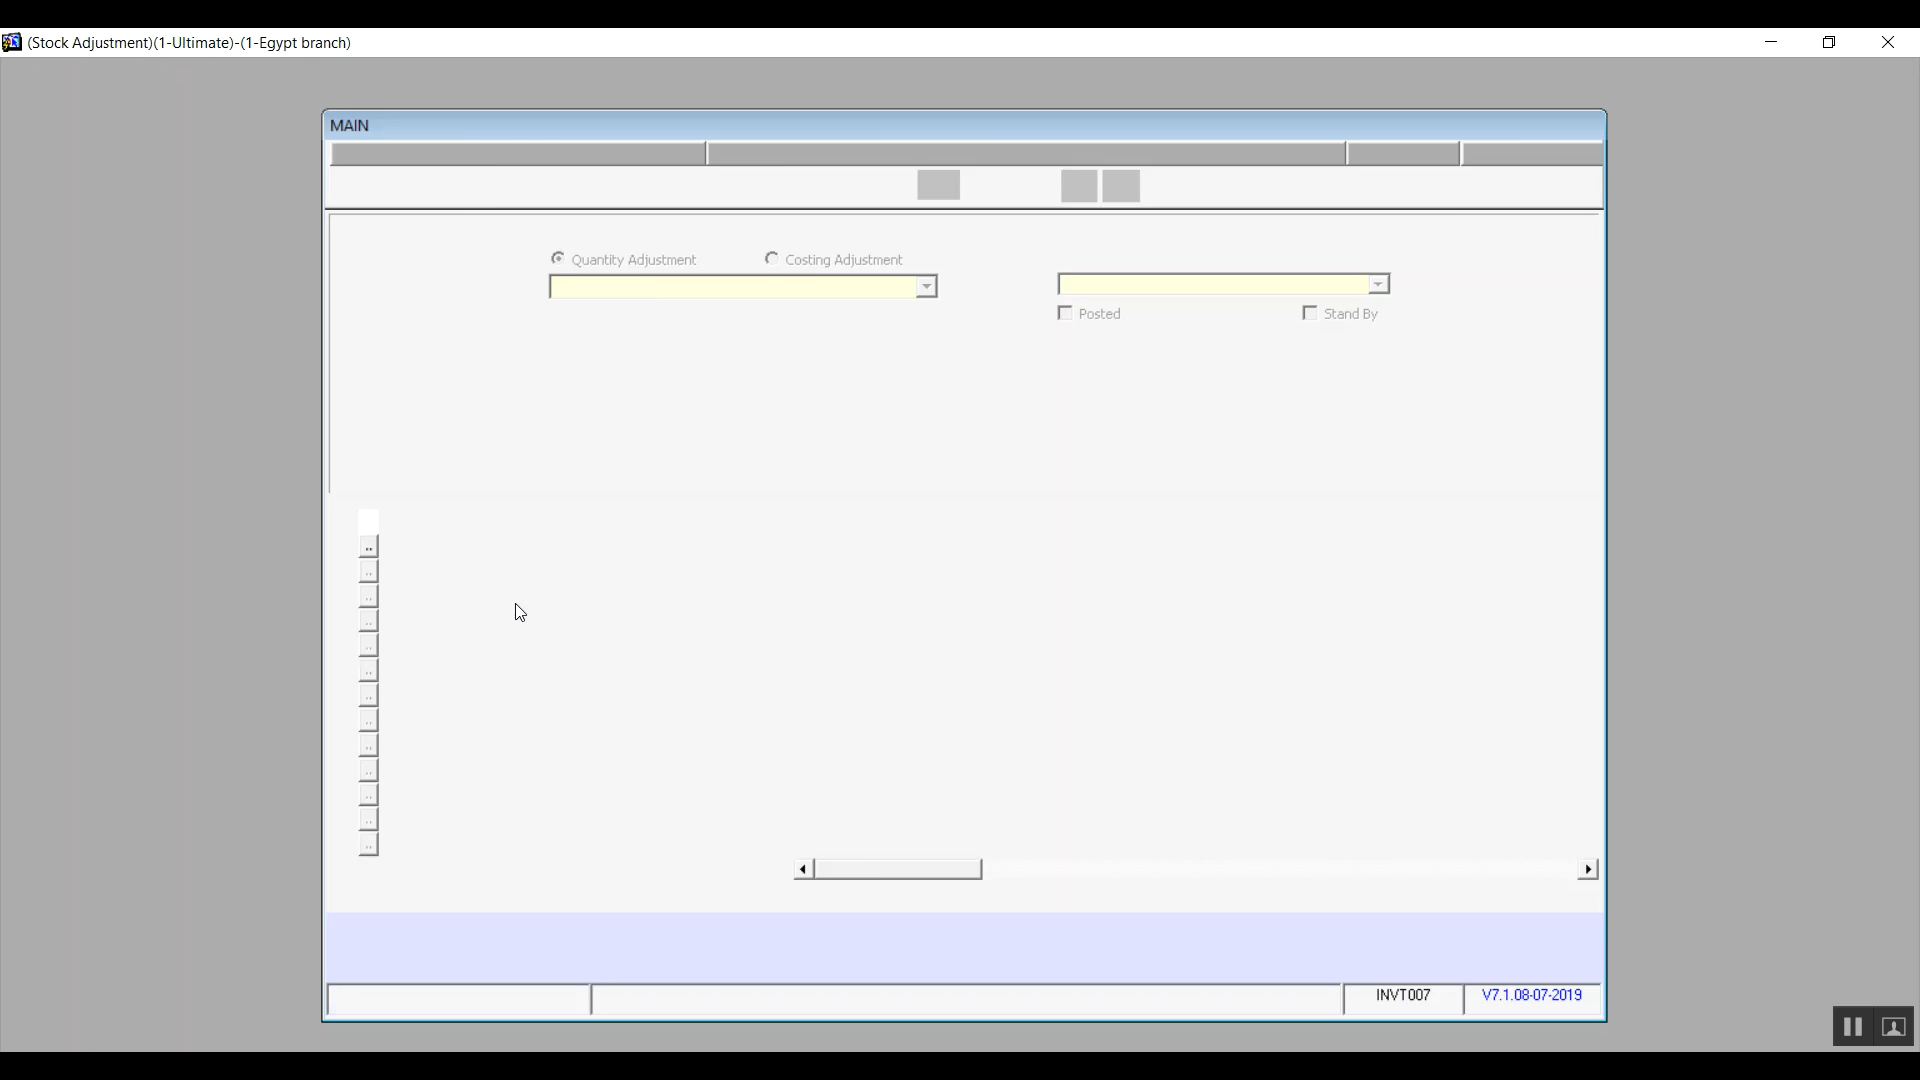 (Stock Adjustment)(1-Ultimate)-(1-Egypt branch)
MAIN
Quantity Adjustment
Costing Adjustment
Posted
Stand By
..
..
..
..
..
..
..
..
..
..
..
..
..
INVT007
V7.1.08-07-2019